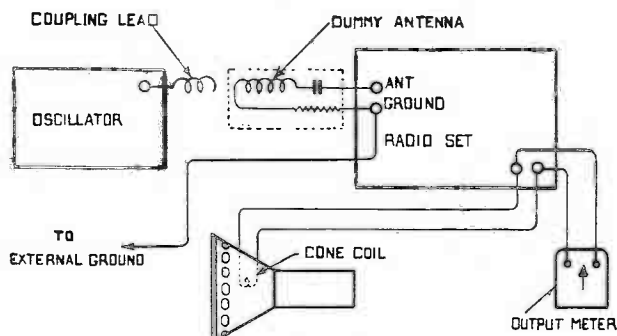 COUPLING LEAD
DUMMY ANTENNA
OSCILLATOR
ANT
GROUND
RADIO SET
TO
EXTERNAL GROUND
CONE COIL
OUTPUT METER